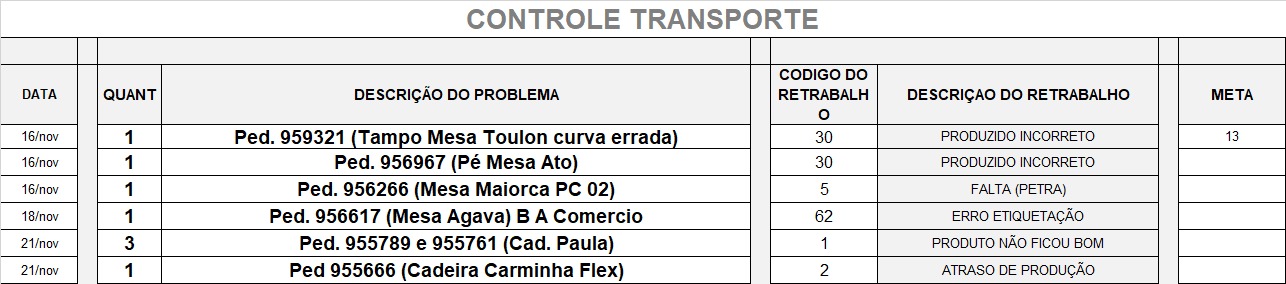 CONTROLE TRANSPORTE
DATA QUANT DESCRIÇÃO DO PROBLEMA CODIGO DO RETRABALH O DESCRIÇAO DO RETRABALHO META
16/nov 1 Ped. 959321 (Tampo Mesa Toulon curva errada) 30 PRODUZIDO INCORRETO 13
16/nov 1 Ped. 956967 (Pé Mesa Ato) 30 PRODUZIDO INCORRETO
16/nov 1 Ped. 956266 (Mesa Maiorca PC 02) 5 FALTA (PETRA)
18/nov 1 Ped. 956617 (Mesa Agava) B A Comercio 62 ERRO ETIQUETAÇÃO
21/nov 3 Ped. 955789 e 955761 (Cad. Paula) 1 PRODUTO NÃO FICOU BOM
21/nov 1 Ped 955666 (Cadeira Carminha Flex) 2 ATRASO DE PRODUÇÃO